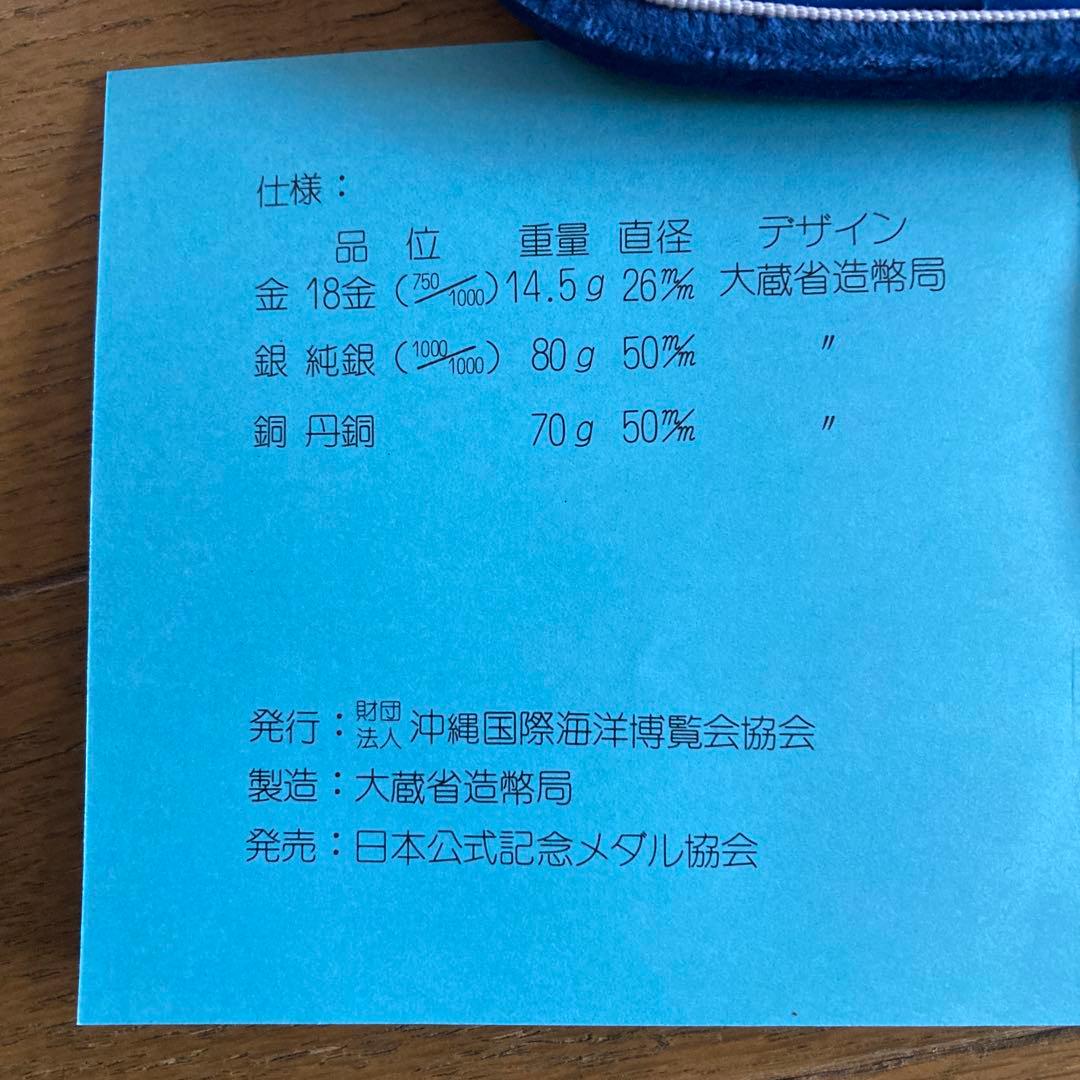 仕様：
品位 重量 直径 デザイン
金 18金（750/1000）14.5g 26m/m 大蔵省造幣局
銀 純銀（1000/1000） 80g 50m/m 〃
銅 丹銅 70g 50m/m 〃
発行：財団法人 沖縄国際海洋博覧会協会
製造：大蔵省造幣局
発売：日本公式記念メダル協会